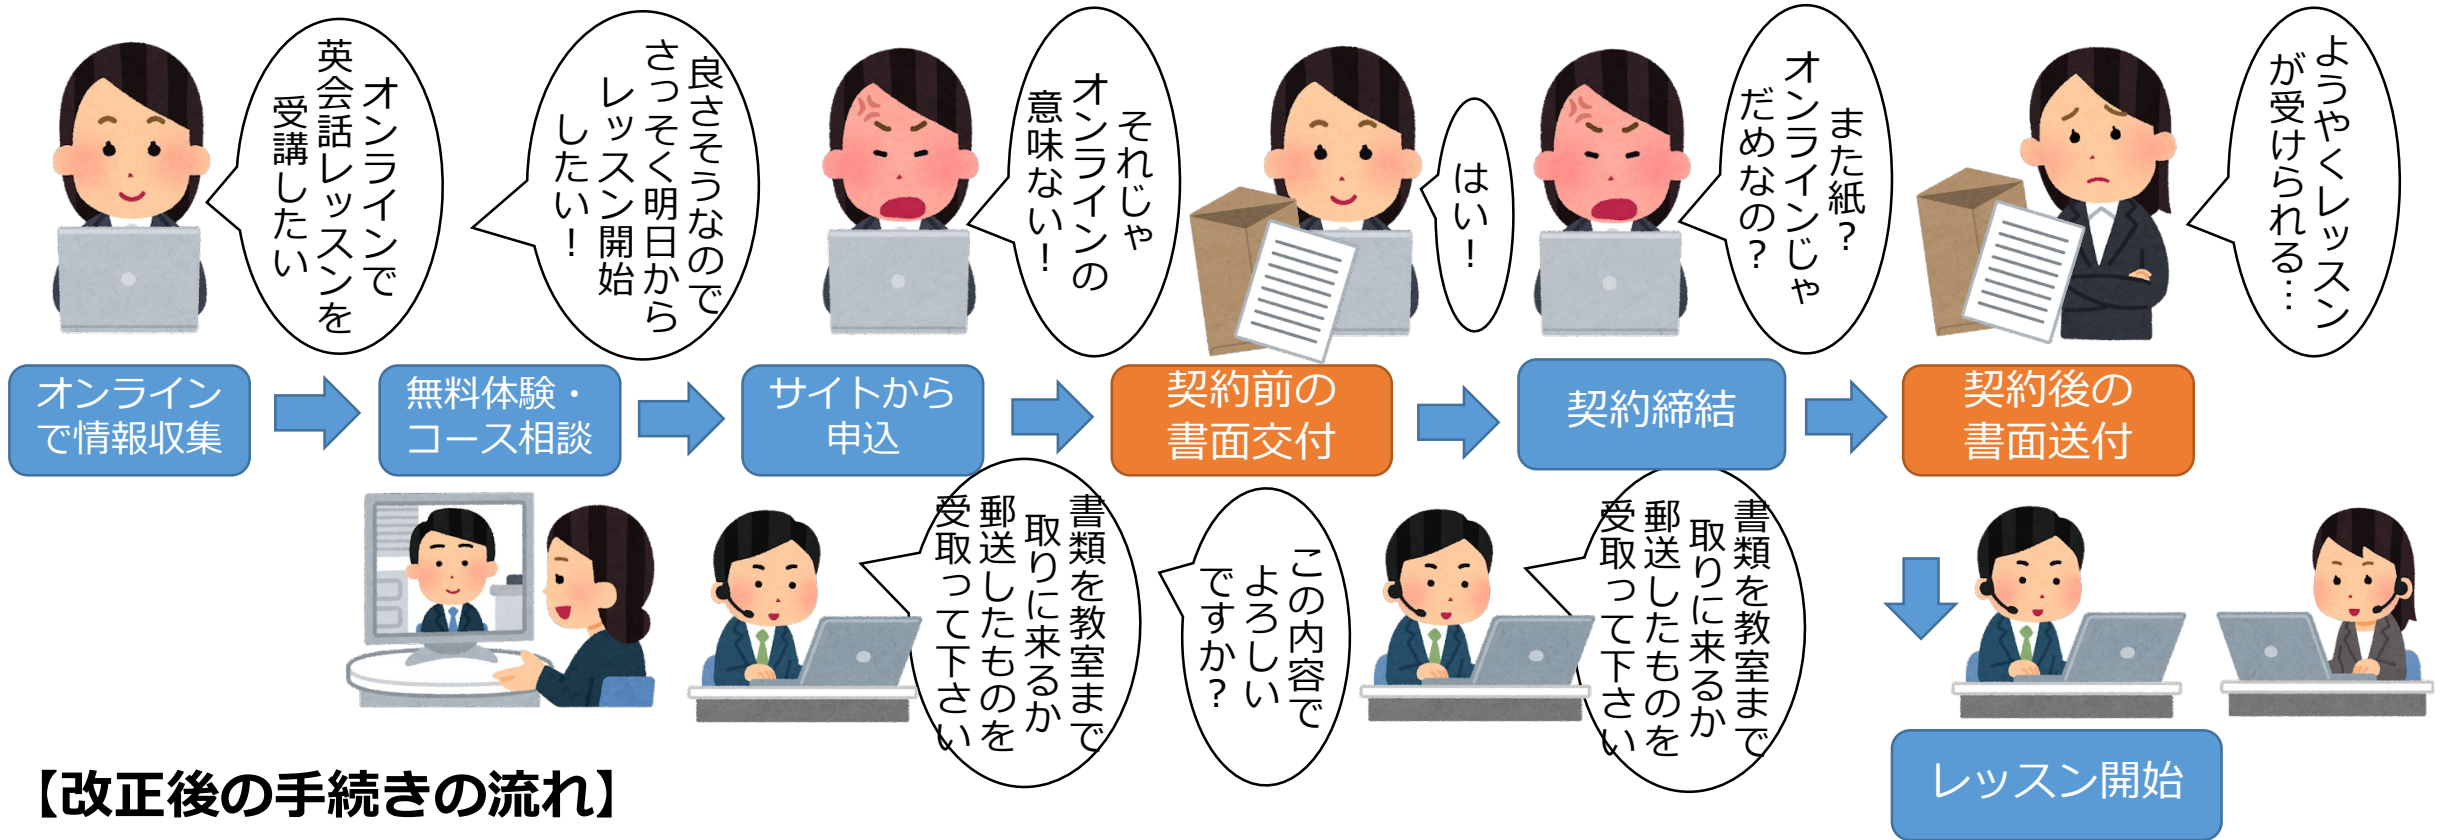 オンラインで
英会話レッスンを
受講したい
良さそうなので
さっそく明日から
レッスン開始
したい！
それじゃ
オンラインの
意味ない！
はい！
また紙？
オンラインじゃ
だめなの？
ようやくレッスン
が受けられる…
オンライン
で情報収集
無料体験・
コース相談
サイトから
申込
契約前の
書面交付
契約締結
契約後の
書面送付
書類を教室まで
取りに来るか
郵送したものを
受取って下さい
この内容で
よろしい
ですか？
書類を教室まで
取りに来るか
郵送したものを
受取って下さい
レッスン開始
【改正後の手続きの流れ】